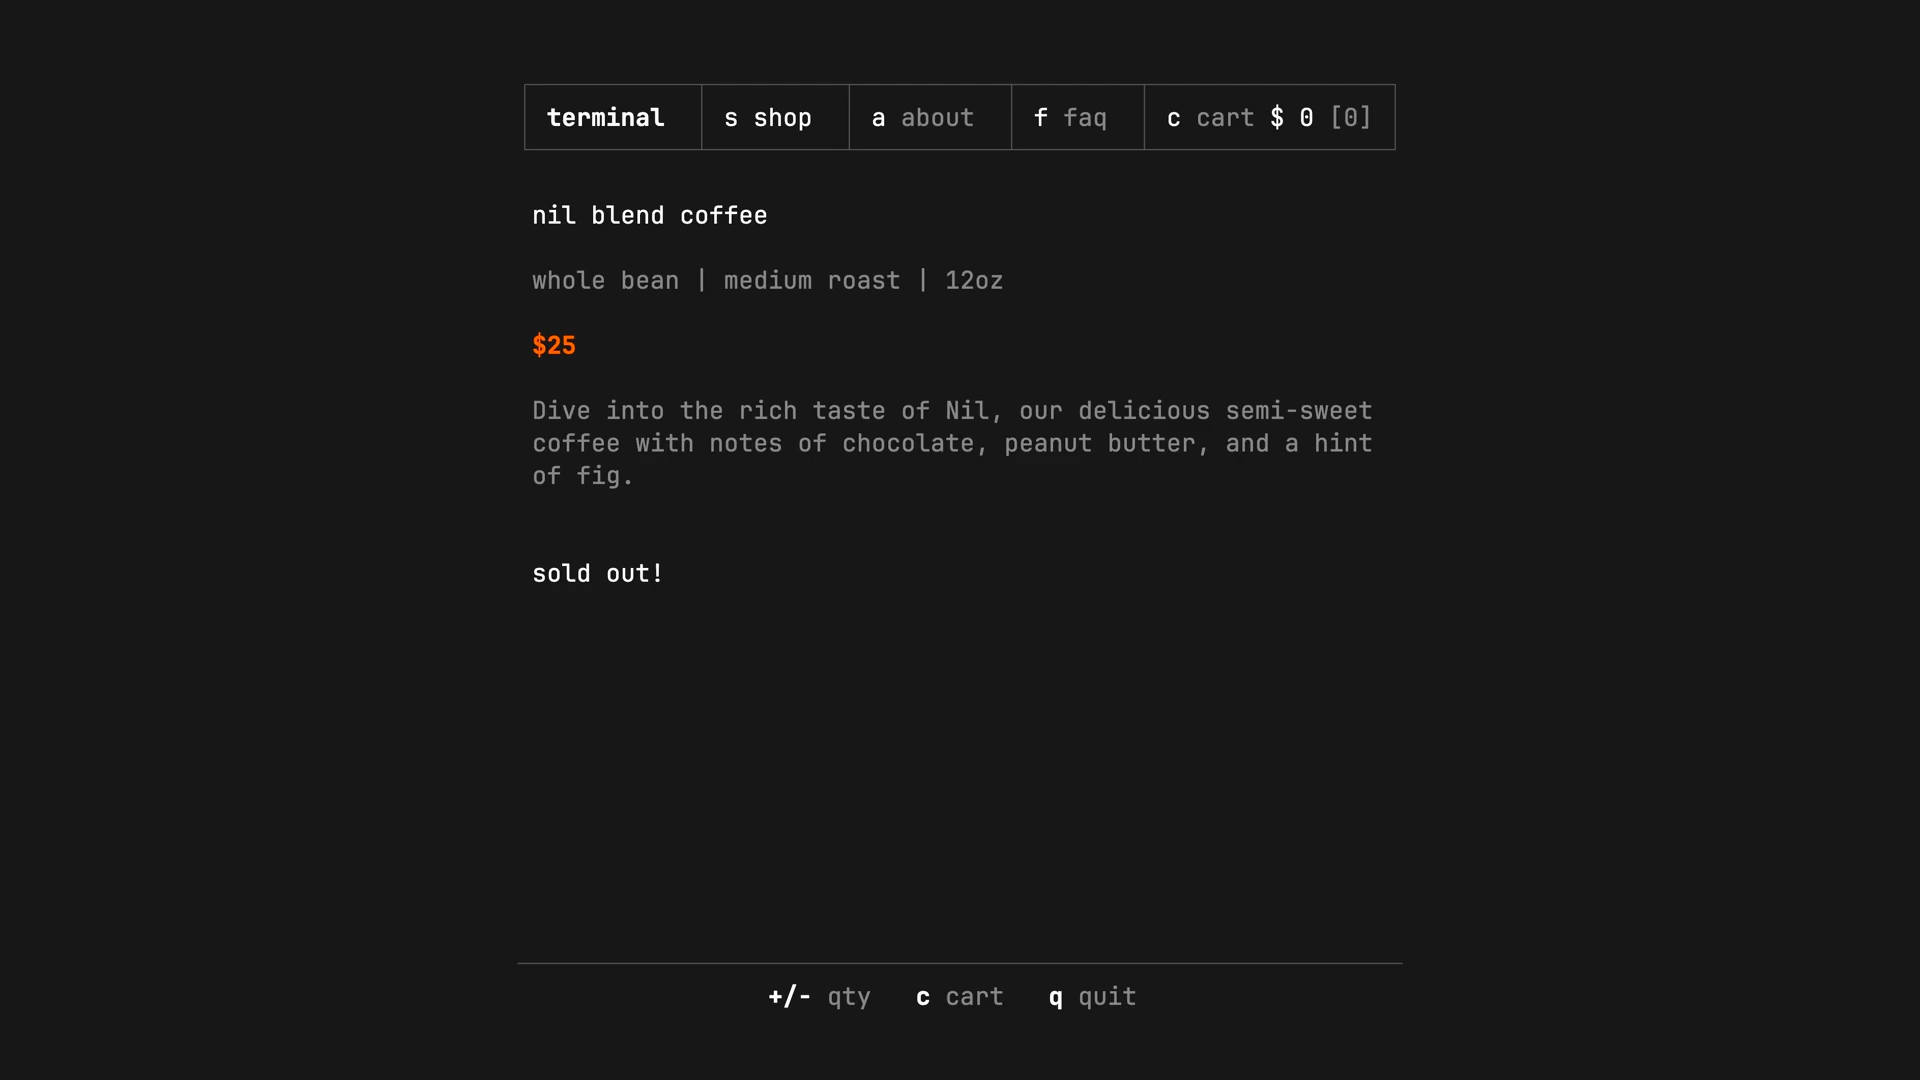 terminal s shop a about f faq c cart $ 0 [0]
nil blend coffee
whole bean | medium roast | 12oz
$25
Dive into the rich taste of Nil, our delicious semi-sweet
coffee with notes of chocolate, peanut butter, and a hint
of fig.
sold out!
+/- qty c cart q quit